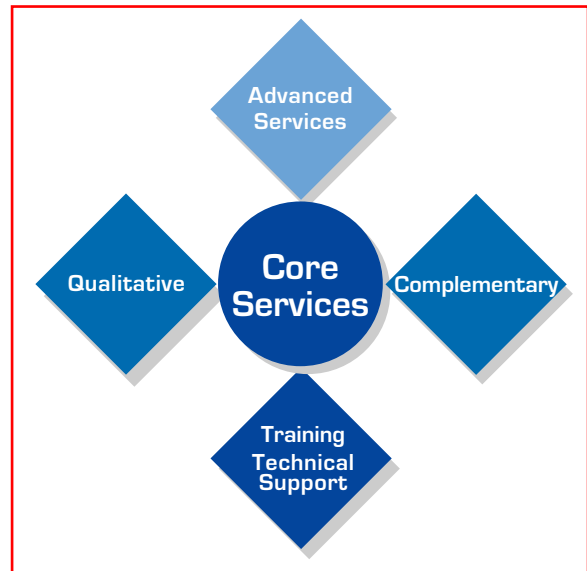 Advanced
Services
Qualitative
Core
Services
Complementary
Training
Technical
Support